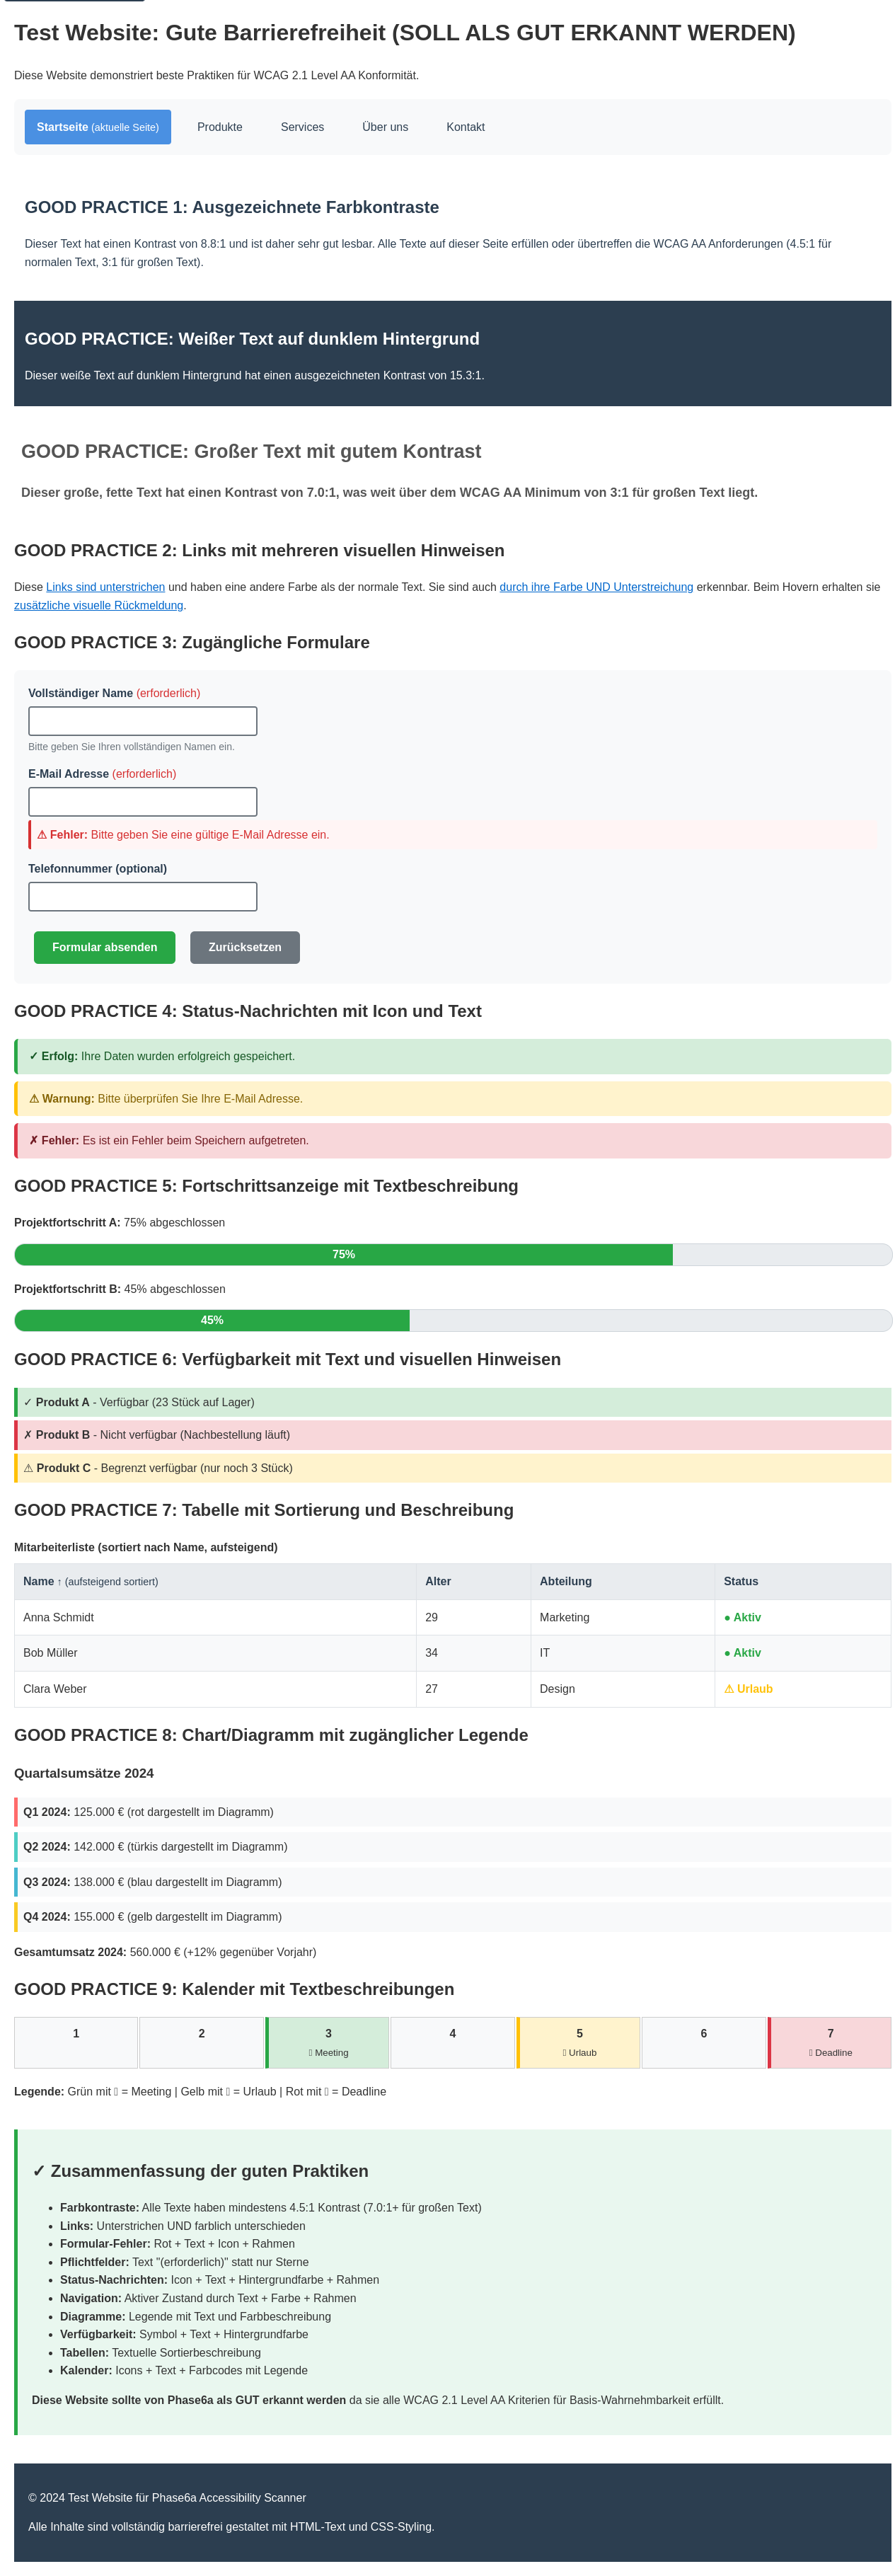 Test Website: Gute Barrierefreiheit (SOLL ALS GUT ERKANNT WERDEN)
Diese Website demonstriert beste Praktiken für WCAG 2.1 Level AA Konformität.
Startseite (aktuelle Seite) Produkte Services Über uns Kontakt
GOOD PRACTICE 1: Ausgezeichnete Farbkontraste
Dieser Text hat einen Kontrast von 8.8:1 und ist daher sehr gut lesbar. Alle Texte auf dieser Seite erfüllen oder übertreffen die WCAG AA Anforderungen (4.5:1 für
normalen Text, 3:1 für großen Text).
GOOD PRACTICE: Weißer Text auf dunklem Hintergrund
Dieser weiße Text auf dunklem Hintergrund hat einen ausgezeichneten Kontrast von 15.3:1.
GOOD PRACTICE: Großer Text mit gutem Kontrast
Dieser große, fette Text hat einen Kontrast von 7.0:1, was weit über dem WCAG AA Minimum von 3:1 für großen Text liegt.
GOOD PRACTICE 2: Links mit mehreren visuellen Hinweisen
Diese Links sind unterstrichen und haben eine andere Farbe als der normale Text. Sie sind auch durch ihre Farbe UND Unterstreichung erkennbar. Beim Hovern erhalten sie
zusätzliche visuelle Rückmeldung.
GOOD PRACTICE 3: Zugängliche Formulare
Vollständiger Name (erforderlich)
Bitte geben Sie Ihren vollständigen Namen ein.
E-Mail Adresse (erforderlich)
⚠ Fehler: Bitte geben Sie eine gültige E-Mail Adresse ein.
Telefonnummer (optional)
Formular absenden Zurücksetzen
GOOD PRACTICE 4: Status-Nachrichten mit Icon und Text
✓ Erfolg: Ihre Daten wurden erfolgreich gespeichert.
⚠ Warnung: Bitte überprüfen Sie Ihre E-Mail Adresse.
✗ Fehler: Es ist ein Fehler beim Speichern aufgetreten.
GOOD PRACTICE 5: Fortschrittsanzeige mit Textbeschreibung
Projektfortschritt A: 75% abgeschlossen
75%
Projektfortschritt B: 45% abgeschlossen
45%
GOOD PRACTICE 6: Verfügbarkeit mit Text und visuellen Hinweisen
✓ Produkt A - Verfügbar (23 Stück auf Lager)
✗ Produkt B - Nicht verfügbar (Nachbestellung läuft)
⚠ Produkt C - Begrenzt verfügbar (nur noch 3 Stück)
GOOD PRACTICE 7: Tabelle mit Sortierung und Beschreibung
Mitarbeiterliste (sortiert nach Name, aufsteigend)
Name ↑ (aufsteigend sortiert) Alter Abteilung Status
Anna Schmidt 29 Marketing ● Aktiv
Bob Müller 34 IT ● Aktiv
Clara Weber 27 Design ⚠ Urlaub
GOOD PRACTICE 8: Chart/Diagramm mit zugänglicher Legende
Quartalsumsätze 2024
Q1 2024: 125.000 € (rot dargestellt im Diagramm)
Q2 2024: 142.000 € (türkis dargestellt im Diagramm)
Q3 2024: 138.000 € (blau dargestellt im Diagramm)
Q4 2024: 155.000 € (gelb dargestellt im Diagramm)
Gesamtumsatz 2024: 560.000 € (+12% gegenüber Vorjahr)
GOOD PRACTICE 9: Kalender mit Textbeschreibungen
1 2 3 4 5 6 7
Meeting Urlaub Deadline
Legende: Grün mit = Meeting | Gelb mit = Urlaub | Rot mit = Deadline
✓ Zusammenfassung der guten Praktiken
• Farbkontraste: Alle Texte haben mindestens 4.5:1 Kontrast (7.0:1+ für großen Text)
• Links: Unterstrichen UND farblich unterschieden
• Formular-Fehler: Rot + Text + Icon + Rahmen
• Pflichtfelder: Text "(erforderlich)" statt nur Sterne
• Status-Nachrichten: Icon + Text + Hintergrundfarbe + Rahmen
• Navigation: Aktiver Zustand durch Text + Farbe + Rahmen
• Diagramme: Legende mit Text und Farbbeschreibung
• Verfügbarkeit: Symbol + Text + Hintergrundfarbe
• Tabellen: Textuelle Sortierbeschreibung
• Kalender: Icons + Text + Farbcodes mit Legende
Diese Website sollte von Phase6a als GUT erkannt werden da sie alle WCAG 2.1 Level AA Kriterien für Basis-Wahrnehmbarkeit erfüllt.
© 2024 Test Website für Phase6a Accessibility Scanner
Alle Inhalte sind vollständig barrierefrei gestaltet mit HTML-Text und CSS-Styling.